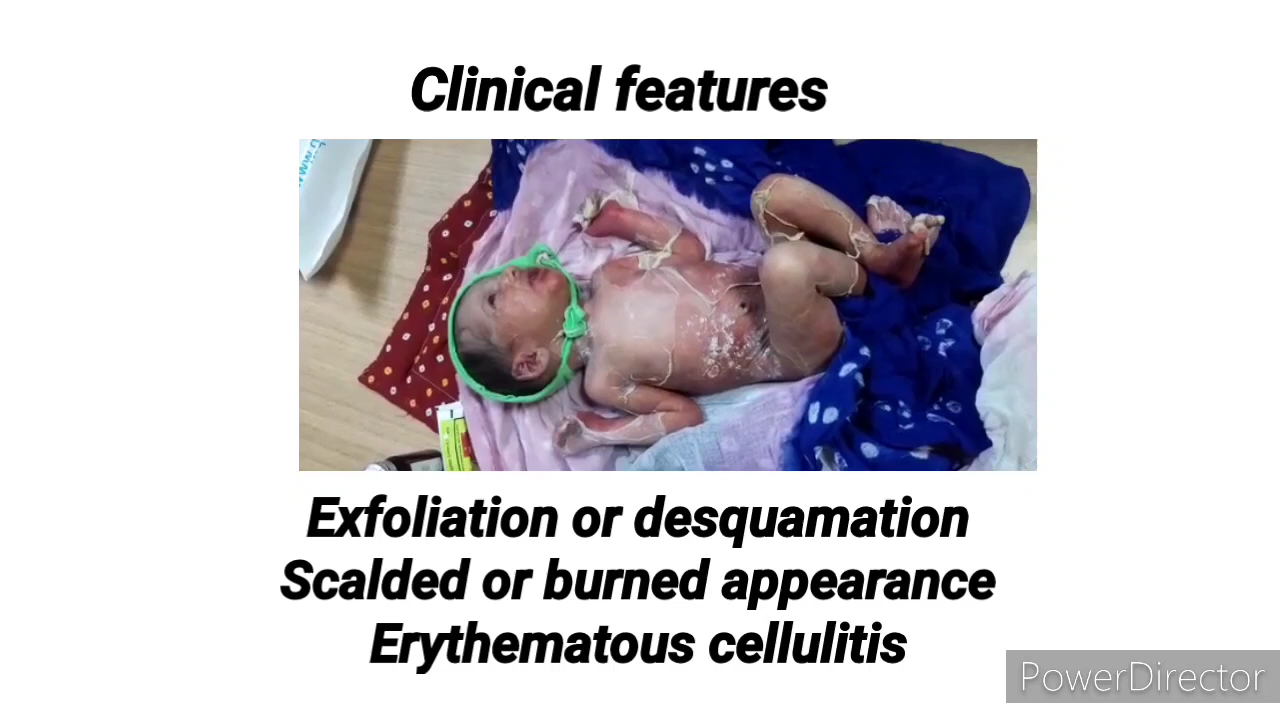 Clinical features
Exfoliation or desquamation
Scalded or burned appearance
Erythematous cellulitis
PowerDirector